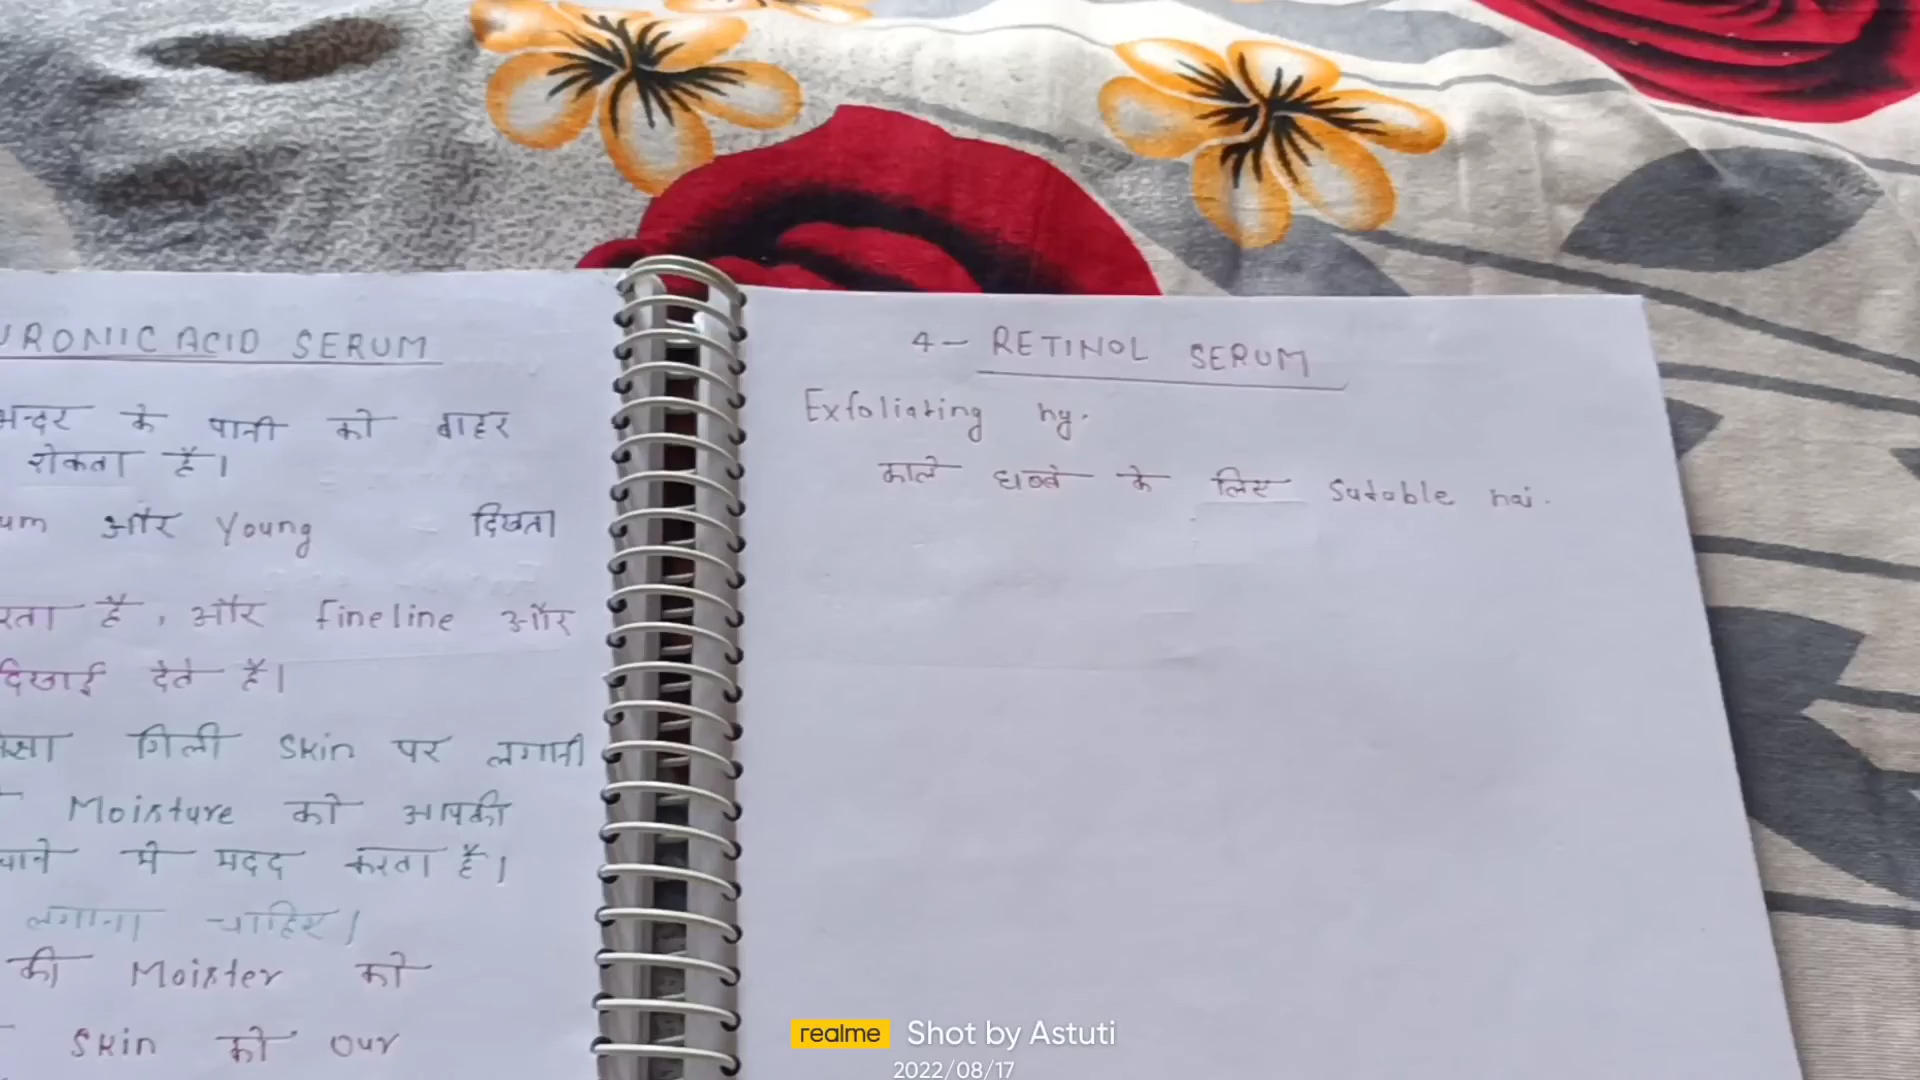 URONIC ACID SERUM
अन्दर के पानी को बाहर
रोकता है।
um और Young दिखता
रता है, और fineline और
दिखाई देते है।
गिली Skin पर लगानी
Moisture को आपकी
मे मदद करता है।
लगाना चाहिए।
की Moister को
Skin को our
4- RETINOL SERUM
Exfoliating hy.
काले धब्बे के लिए Sutable hai.
realme Shot by Astuti
2022/08/17